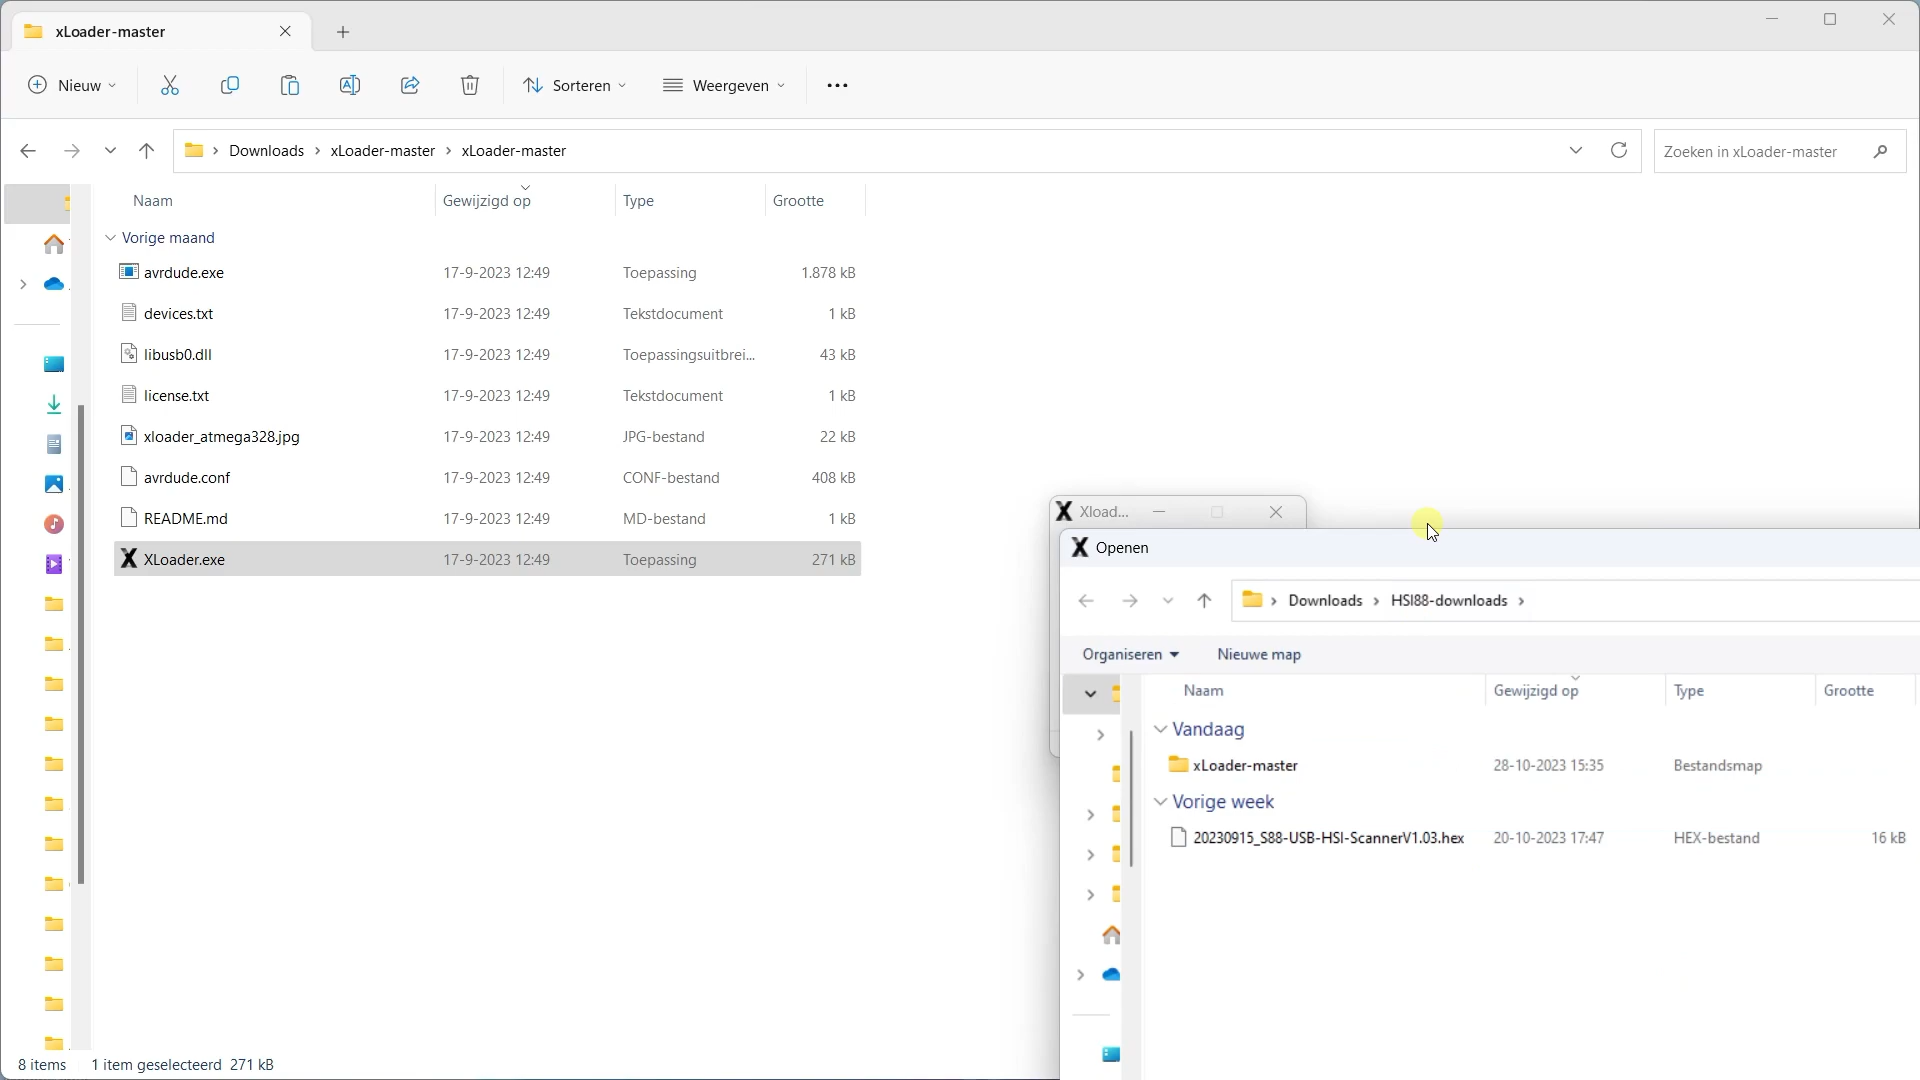 xLoader-master
Nieuw
Sorteren
Weergeven
Downloads > xLoader-master > xLoader-master
Zoeken in xLoader-master
Naam Gewijzigd op Type Grootte
Vorige maand
avrdude.exe 17-9-2023 12:49 Toepassing 1.878 kB
devices.txt 17-9-2023 12:49 Tekstdocument 1 kB
libusb0.dll 17-9-2023 12:49 Toepassingsuitbrei... 43 kB
license.txt 17-9-2023 12:49 Tekstdocument 1 kB
xloader_atmega328.jpg 17-9-2023 12:49 JPG-bestand 22 kB
avrdude.conf 17-9-2023 12:49 CONF-bestand 408 kB
README.md 17-9-2023 12:49 MD-bestand 1 kB
XLoader.exe 17-9-2023 12:49 Toepassing 271 kB
8 items 1 item geselecteerd 271 kB
Xload...
Openen
Downloads > HSI88-downloads >
Organiseren Nieuwe map
Naam Gewijzigd op Type Grootte
Vandaag
xLoader-master 28-10-2023 15:35 Bestandsmap
Vorige week
20230915_S88-USB-HSI-ScannerV1.03.hex 20-10-2023 17:47 HEX-bestand 16 kB